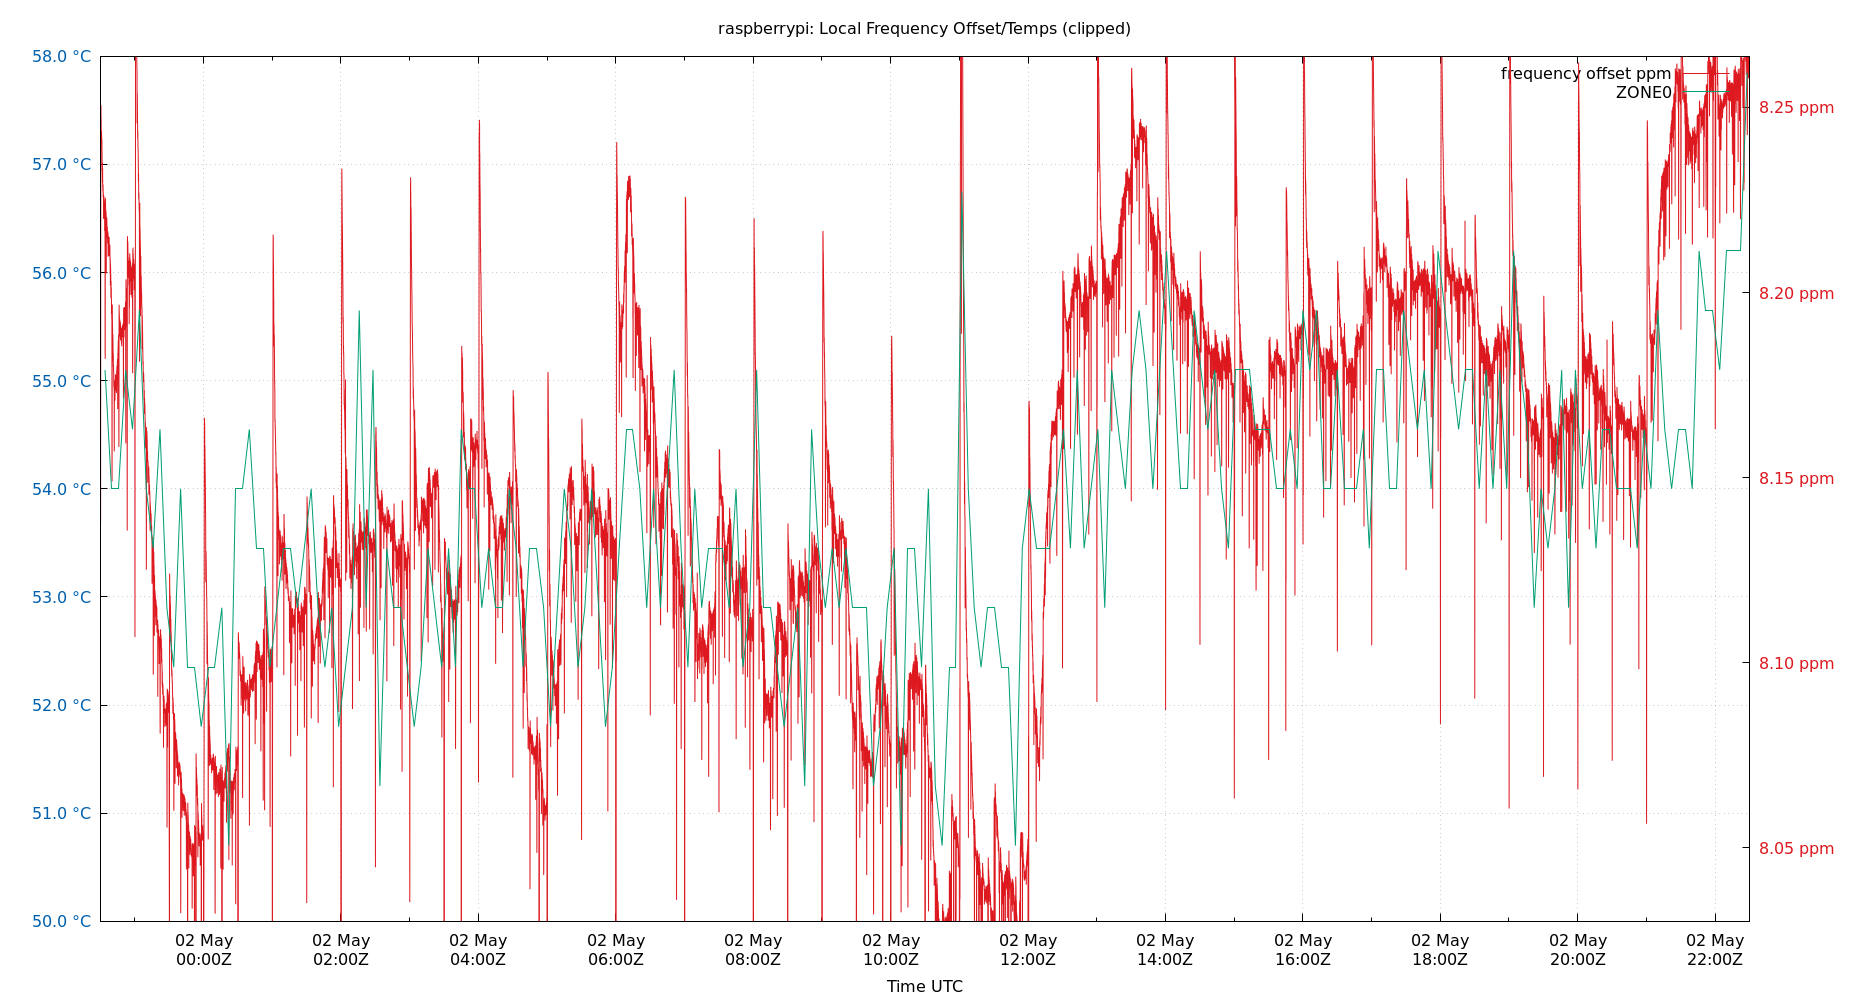 raspberrypi: Local Frequency Offset/Temps (clipped)
frequency offset ppm
ZONE0
58.0 °C
57.0 °C
56.0 °C
55.0 °C
54.0 °C
53.0 °C
52.0 °C
51.0 °C
50.0 °C
8.25 ppm
8.20 ppm
8.15 ppm
8.10 ppm
8.05 ppm
02 May 02 May 02 May 02 May 02 May 02 May 02 May 02 May 02 May 02 May 02 May 02 May
00:00Z 02:00Z 04:00Z 06:00Z 08:00Z 10:00Z 12:00Z 14:00Z 16:00Z 18:00Z 20:00Z 22:00Z
Time UTC